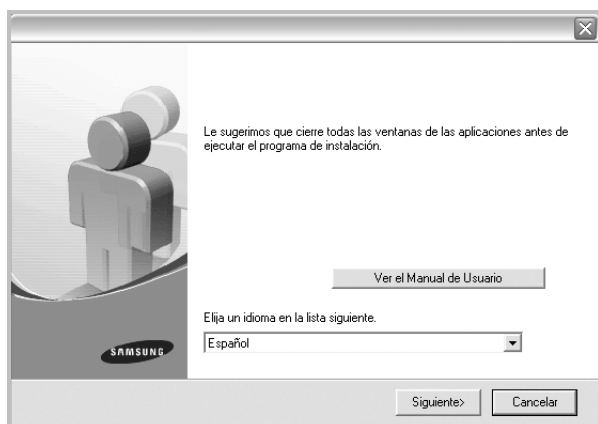 Le sugerimos que cierre todas las ventanas de las aplicaciones antes de
ejecutar el programa de instalación.
Ver el Manual de Usuario
Elija un idioma en la lista siguiente.
Español
SAMSUNG
Siguiente>
Cancelar